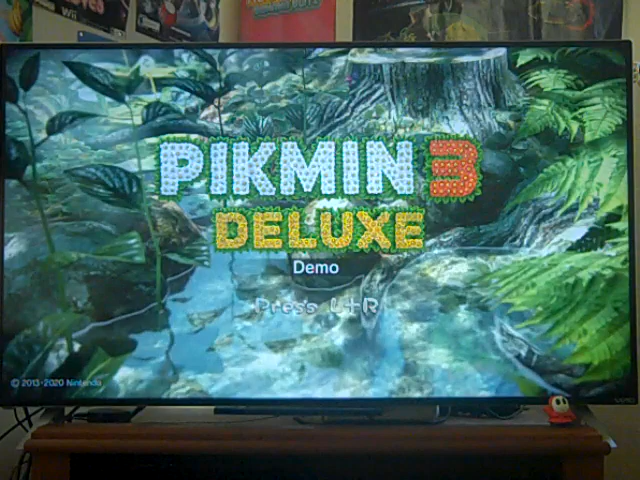 PIKMIN 3
DELUXE
Demo
Press L+R
© 2013-2020 Nintendo